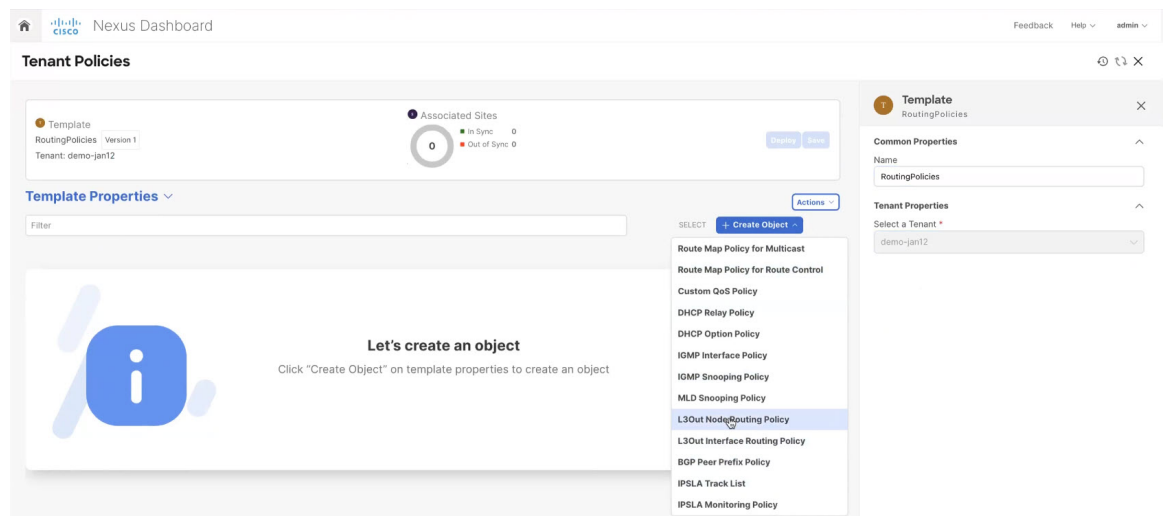 CISCO Nexus Dashboard
Feedback Help admin
Tenant Policies
T Template
RoutingPolicies Version 1
Tenant: demo-jan12
Associated Sites
0
In Sync 0
Out of Sync 0
Deploy Save
Template Properties
Actions
Filter
SELECT + Create Object
Route Map Policy for Multicast
Route Map Policy for Route Control
Custom QoS Policy
DHCP Relay Policy
DHCP Option Policy
IGMP Interface Policy
IGMP Snooping Policy
MLD Snooping Policy
L3Out Node Routing Policy
L3Out Interface Routing Policy
BGP Peer Prefix Policy
IPSLA Track List
IPSLA Monitoring Policy
Let's create an object
Click "Create Object" on template properties to create an object
T Template
RoutingPolicies
Common Properties
Name
RoutingPolicies
Tenant Properties
Select a Tenant *
demo-jan12